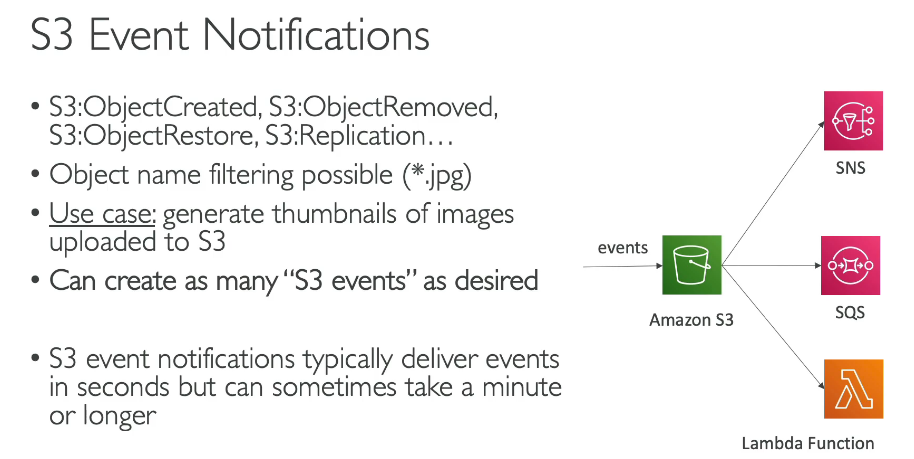 S3 Event Notifications
• S3:ObjectCreated, S3:ObjectRemoved,
S3:ObjectRestore, S3:Replication…
• Object name filtering possible (*.jpg)
• Use case: generate thumbnails of images
uploaded to S3
• Can create as many “S3 events” as desired
• S3 event notifications typically deliver events
in seconds but can sometimes take a minute
or longer
events
Amazon S3
SNS
SQS
Lambda Function